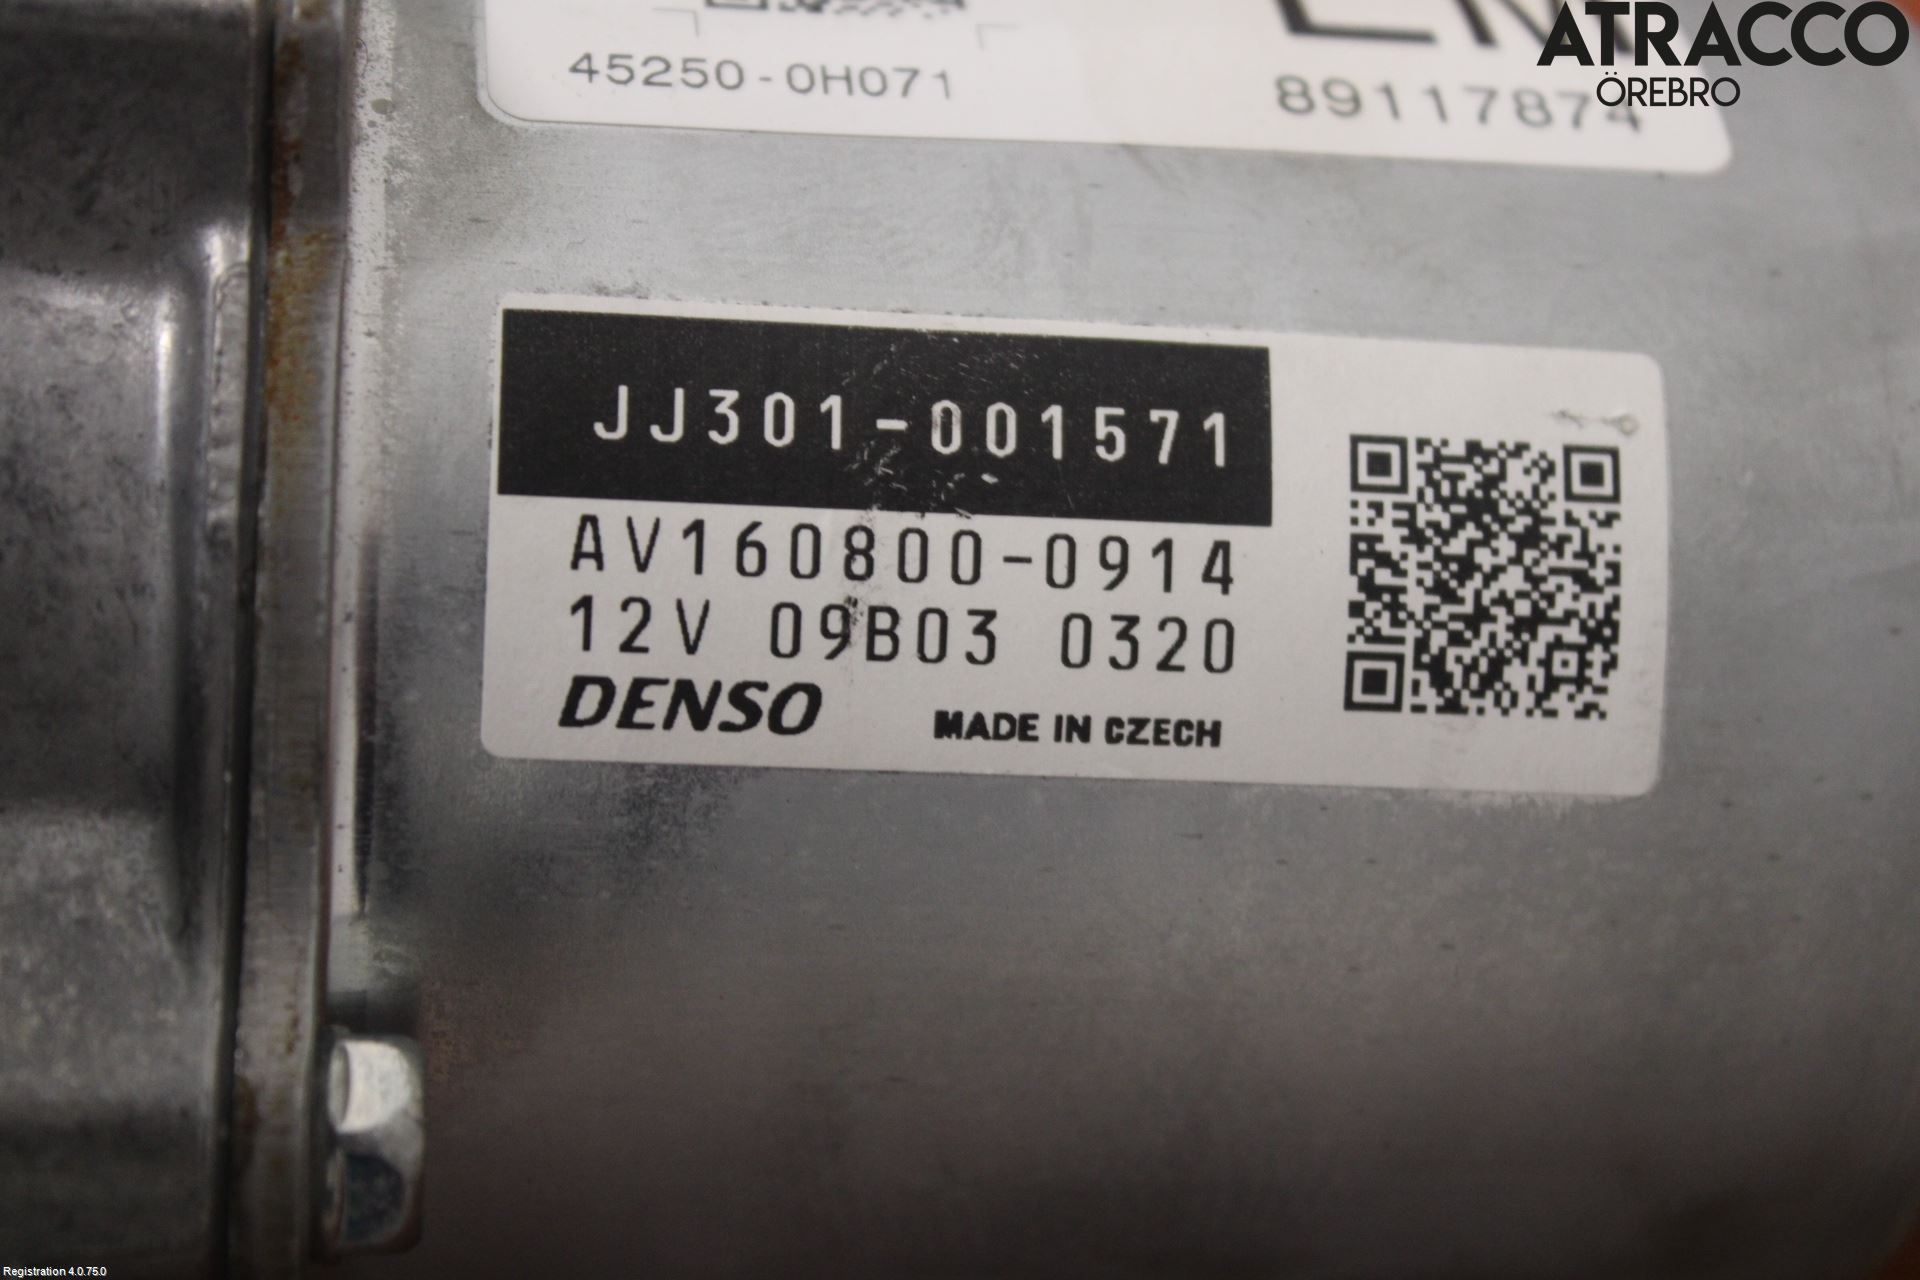 ATRACCO
ÖREBRO
45250-0H071
89117874
JJ301-001571
AV160800-0914
12V 09B03 0320
DENSO
MADE IN CZECH
Registration 4.0.75.0